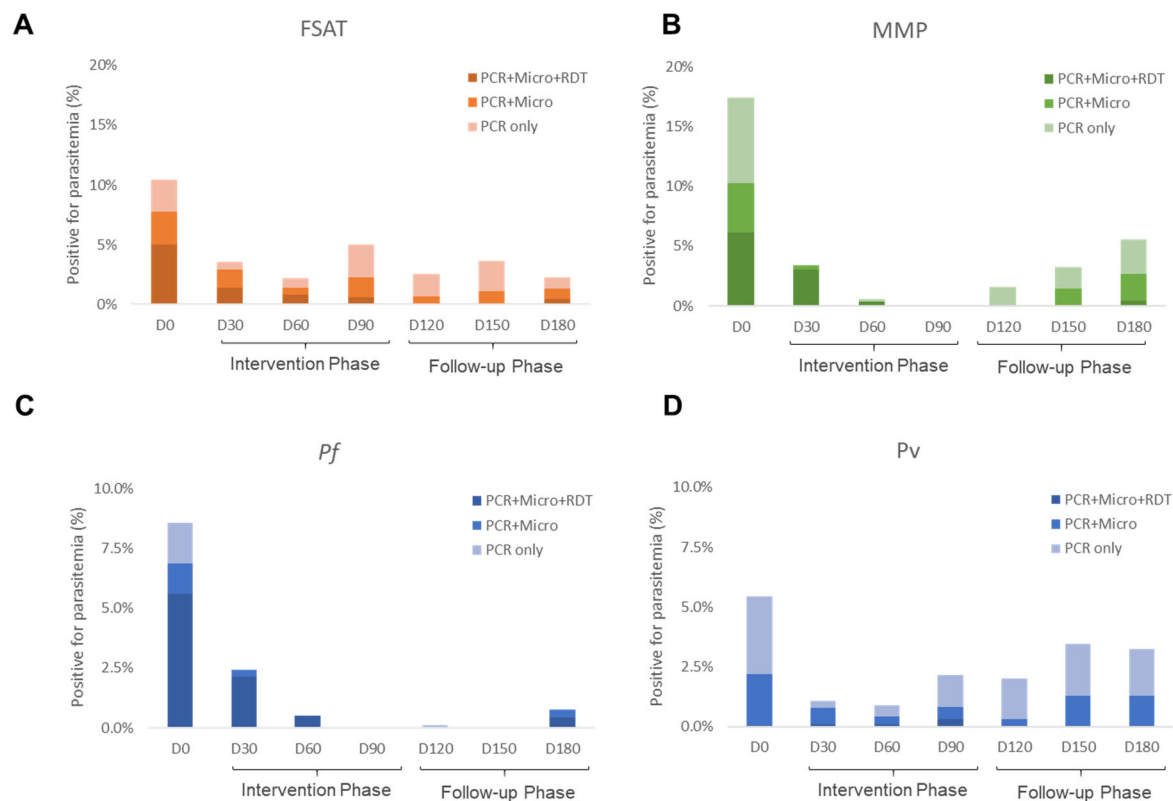 A
FSAT
Positive for parasitemia (%)
20%
15%
10%
5%
0%
PCR+Micro+RDT
PCR+Micro
PCR only
D0 D30 D60 D90 D120 D150 D180
Intervention Phase Follow-up Phase
B
MMP
Positive for parasitemia (%)
20%
15%
10%
5%
0%
PCR+Micro+RDT
PCR+Micro
PCR only
D0 D30 D60 D90 D120 D150 D180
Intervention Phase Follow-up Phase
C
Pf
Positive for parasitemia (%)
10.0%
7.5%
5.0%
2.5%
0.0%
PCR+Micro+RDT
PCR+Micro
PCR only
D0 D30 D60 D90 D120 D150 D180
Intervention Phase Follow-up Phase
D
Pv
Positive for parasitemia (%)
10.0%
7.5%
5.0%
2.5%
0.0%
PCR+Micro+RDT
PCR+Micro
PCR only
D0 D30 D60 D90 D120 D150 D180
Intervention Phase Follow-up Phase